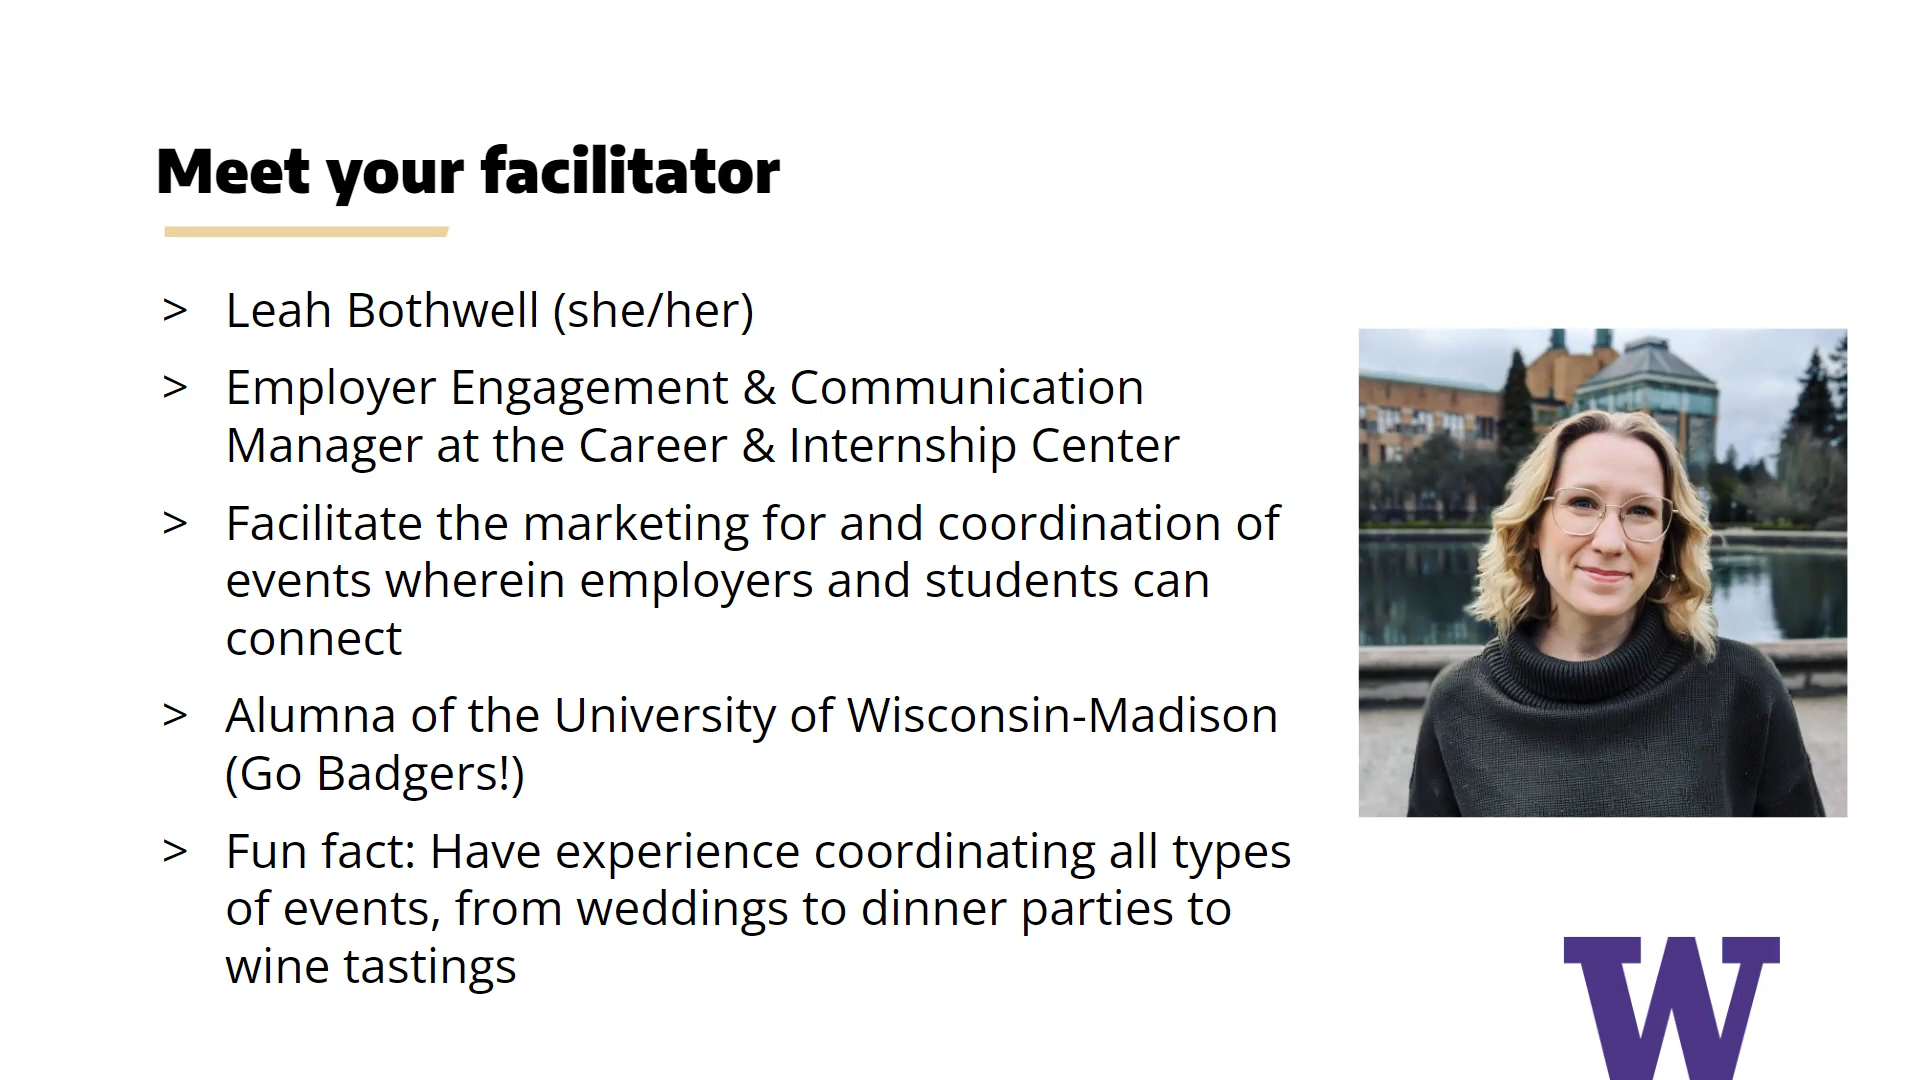 Meet your facilitator
> Leah Bothwell (she/her)
> Employer Engagement & Communication
Manager at the Career & Internship Center
> Facilitate the marketing for and coordination of
events wherein employers and students can
connect
> Alumna of the University of Wisconsin-Madison
(Go Badgers!)
> Fun fact: Have experience coordinating all types
of events, from weddings to dinner parties to
wine tastings
W